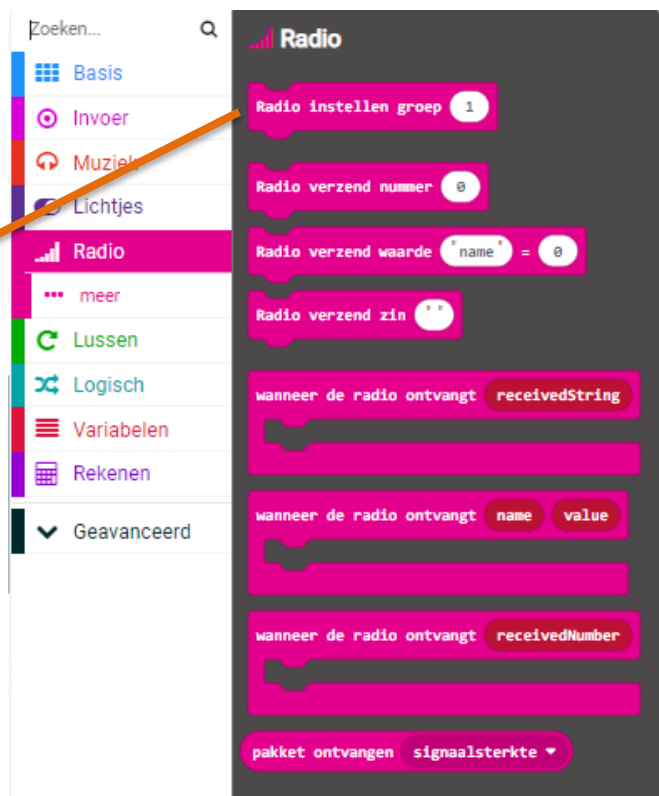 Zoeken...
Basis
Invoer
Muziek
Lichtjes
Radio
meer
Lussen
Logisch
Variabelen
Rekenen
Geavanceerd
Radio
Radio instellen groep 1
Radio verzend nummer 0
Radio verzend waarde "name" = 0
Radio verzend zin " "
wanneer de radio ontvangt receivedString
wanneer de radio ontvangt name value
wanneer de radio ontvangt receivedNumber
pakket ontvangen signaalsterkte